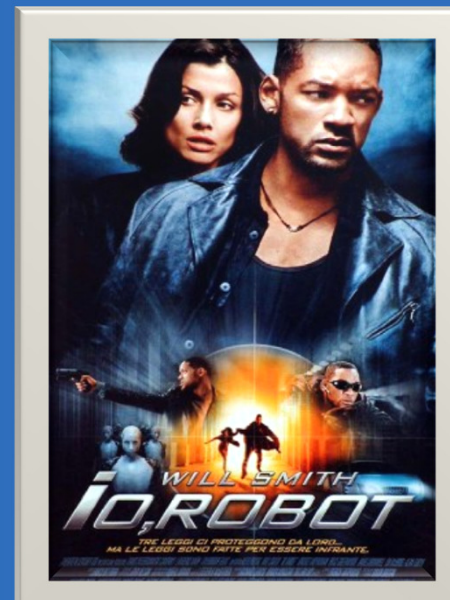 WILL SMITH
iO,ROBOT
TRE LEGGI CI PROTEGGONO DA LORO...
MA LE LEGGI SONO FATTE PER ESSERE INFRANTE.